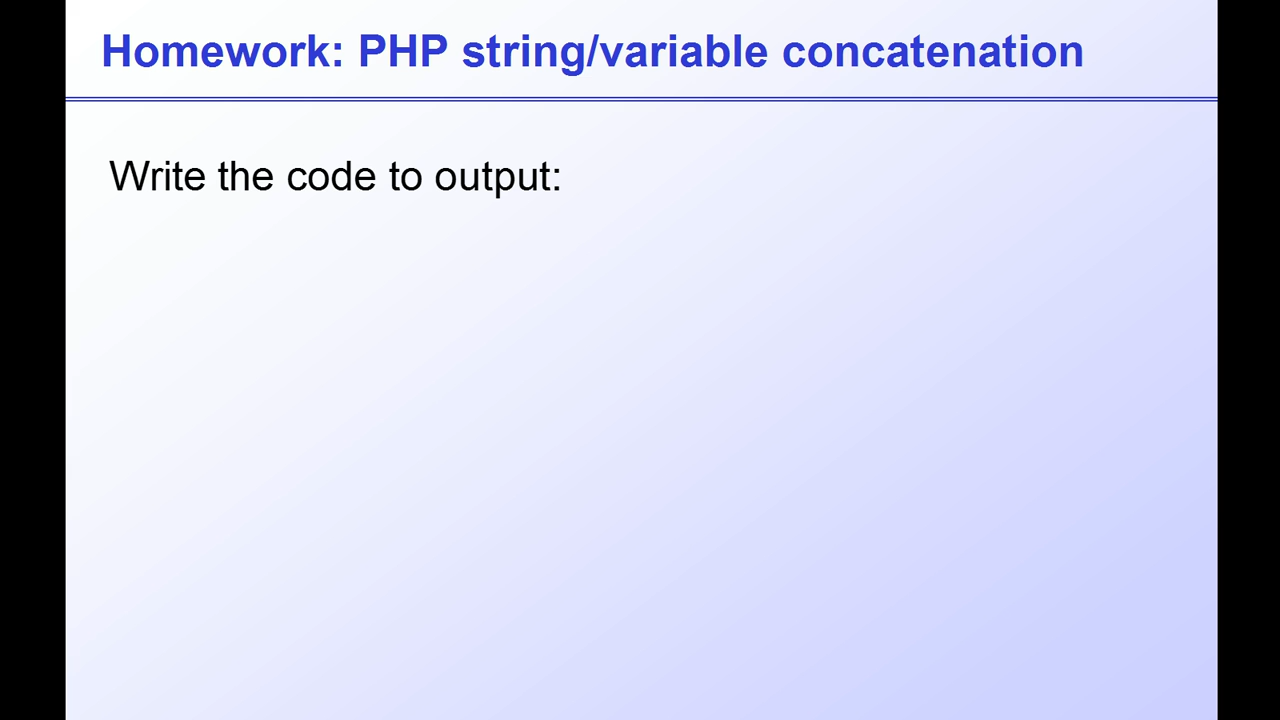 Homework: PHP string/variable concatenation
Write the code to output: